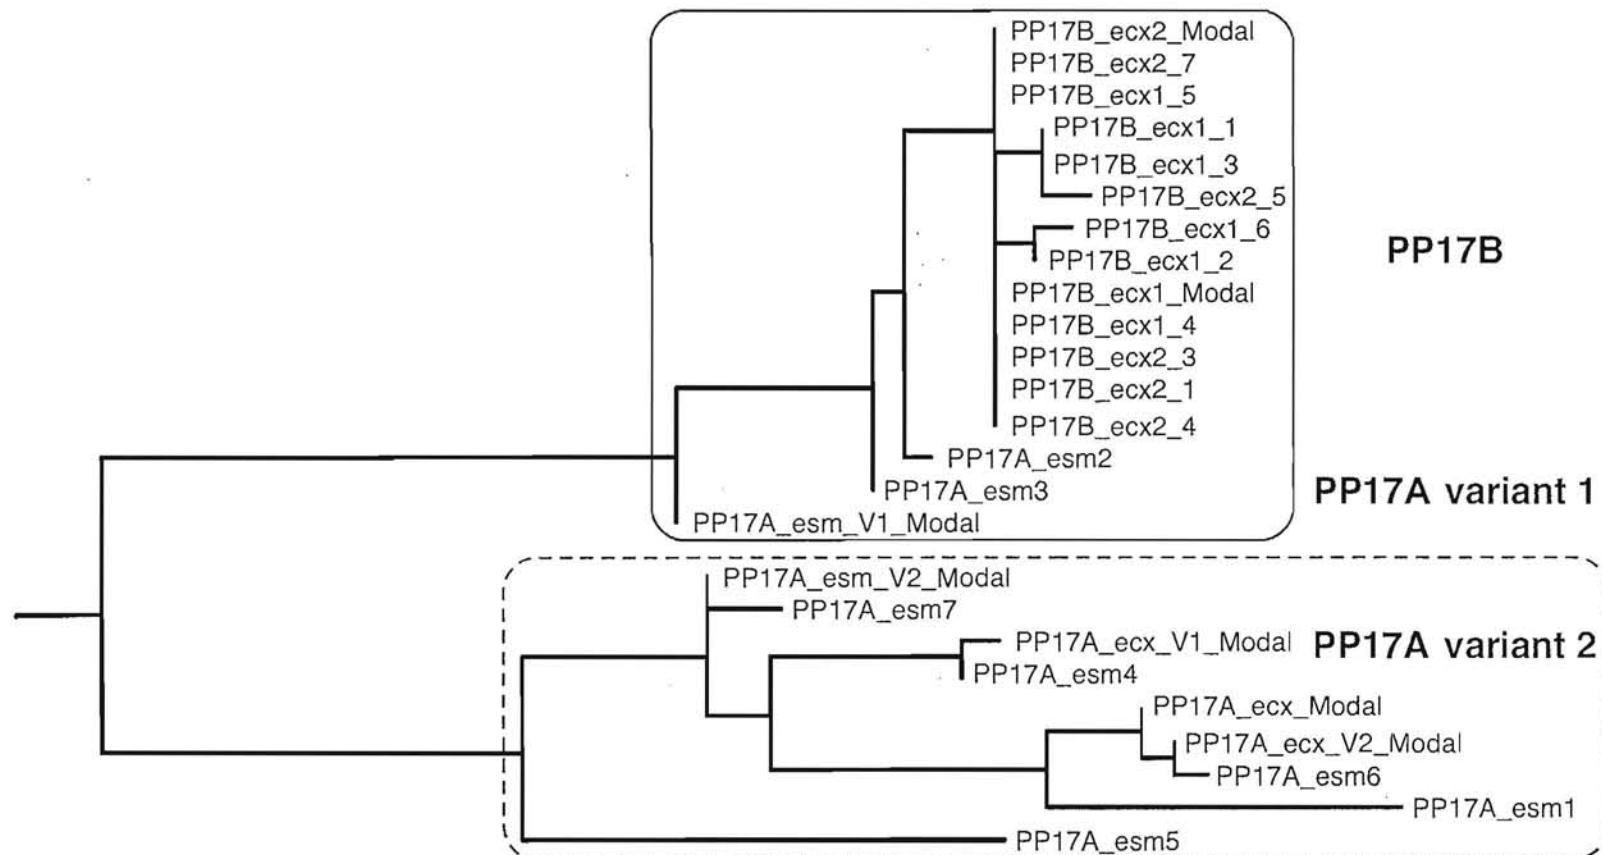 PP17B_ecx2_Modal
PP17B_ecx2_7
PP17B_ecx1_5
PP17B_ecx1_1
PP17B_ecx1_3
PP17B_ecx2_5
PP17B_ecx1_6
PP17B
PP17B_ecx1_2
PP17B_ecx1_Modal
PP17B_ecx1_4
PP17B_ecx2_3
PP17B_ecx2_1
PP17B_ecx2_4
PP17A_esm2
PP17A_esm3
PP17A variant 1
PP17A_esm_V1_Modal
PP17A_esm_V2_Modal
PP17A_esm7
PP17A_ecx_V1_Modal
PP17A variant 2
PP17A_esm4
PP17A_ecx_Modal
PP17A_ecx_V2_Modal
PP17A_esm6
PP17A_esm1
PP17A_esm5